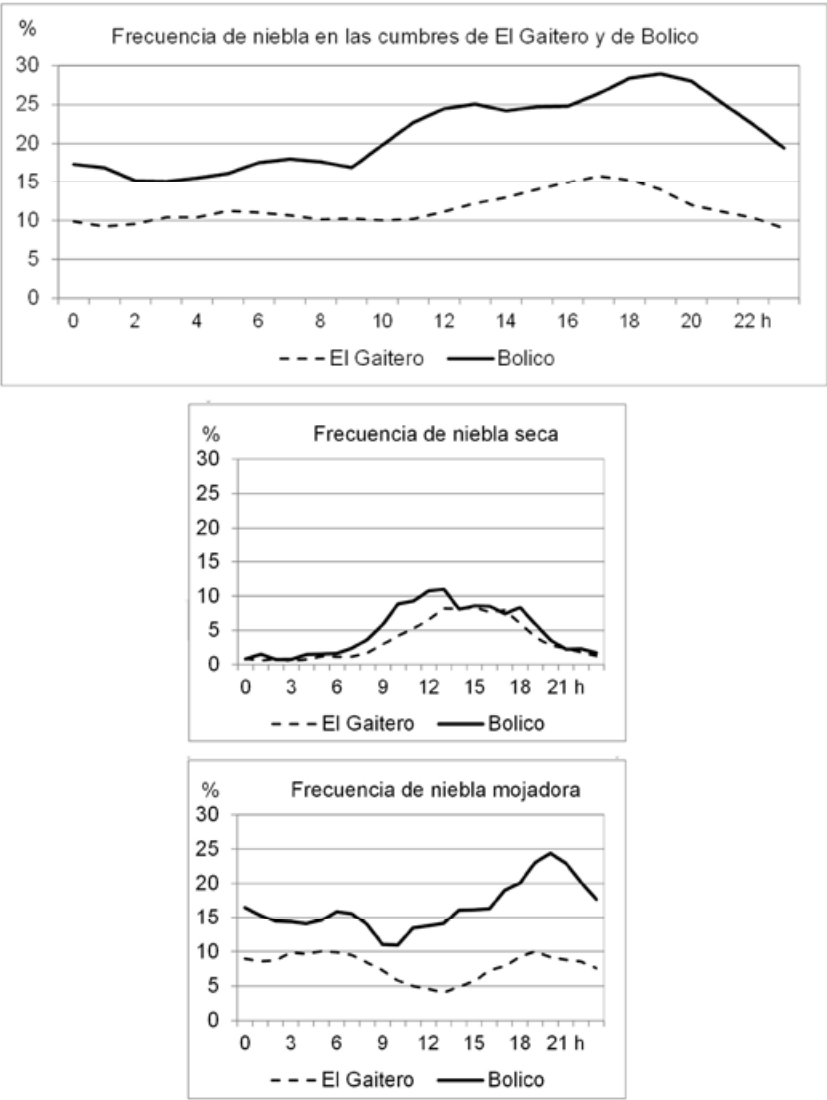 %
Frecuencia de niebla en las cumbres de El Gaitero y de Bolico
30
25
20
15
10
5
0
0 2 4 6 8 10 12 14 16 18 20 22 h
El Gaitero Bolico
% Frecuencia de niebla seca
30
25
20
15
10
5
0
0 3 6 9 12 15 18 21 h
El Gaitero Bolico
% Frecuencia de niebla mojadora
30
25
20
15
10
5
0
0 3 6 9 12 15 18 21 h
El Gaitero Bolico